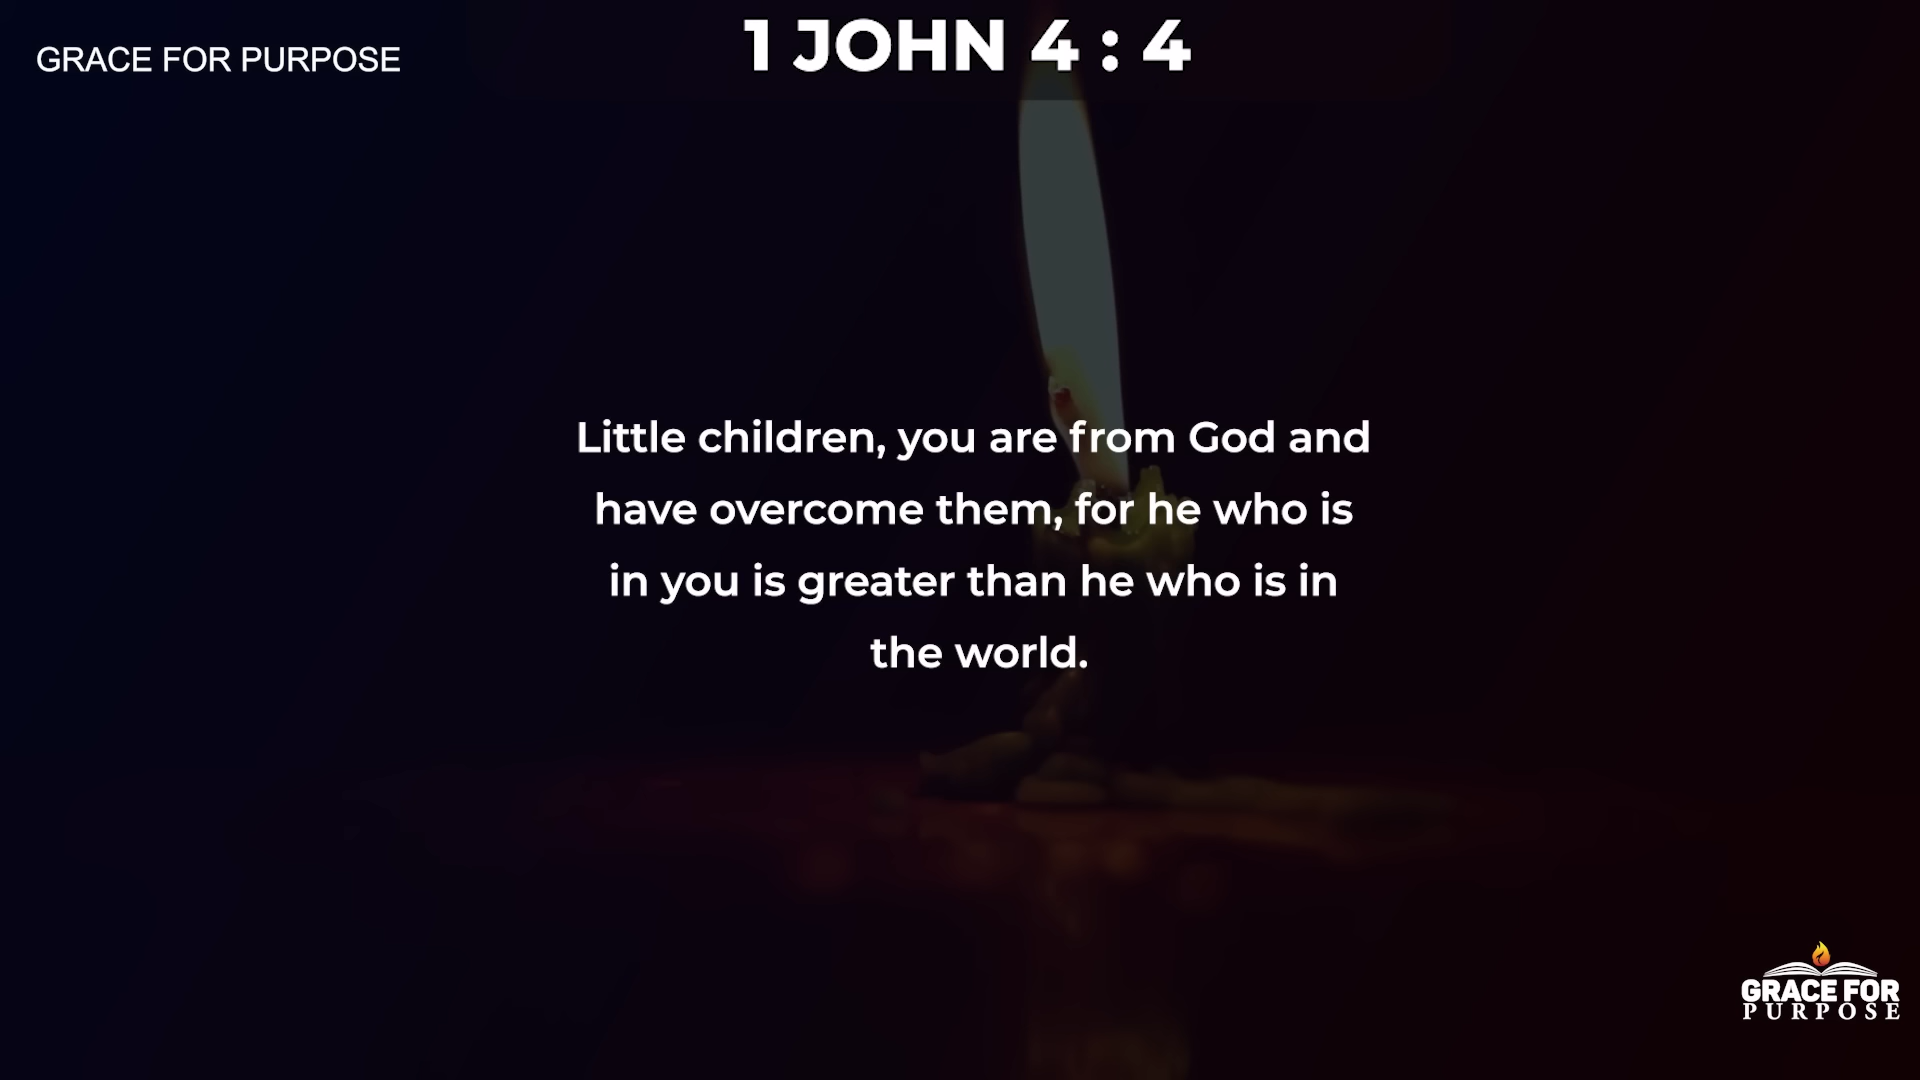 GRACE FOR PURPOSE
1 JOHN 4 : 4
Little children, you are from God and
have overcome them, for he who is
in you is greater than he who is in
the world.
GRACE FOR
PURPOSE